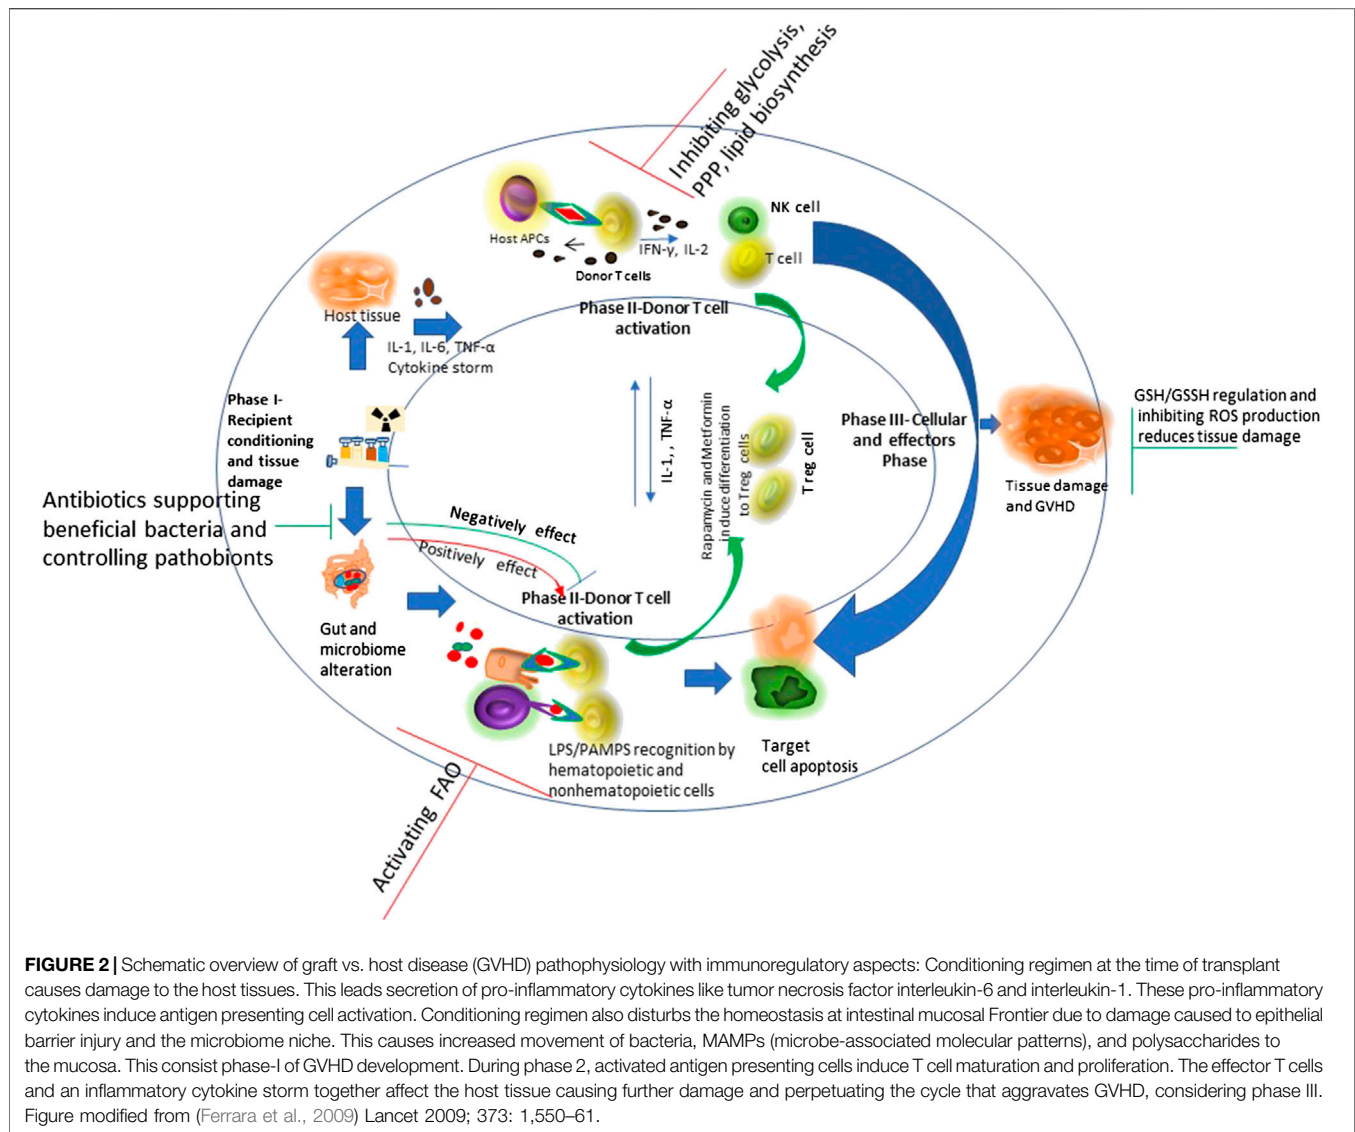 Inhibiting glycolysis,
PPP, lipid biosynthesis
NK cell
Host APCs
IFN-γ, IL-2
T cell
Donor T cells
Phase II-Donor T cell
activation
Host tissue
IL-1, IL-6, TNF-α
Cytokine storm
Phase I-
Recipient
conditioning
and tissue
damage
IL-1,, TNF-α
Rapamycin and Metformin
induce differentiation
to Treg cells
T reg cell
Phase III-Cellular
and effectors
Phase
Tissue damage
and GVHD
GSH/GSSH regulation and
inhibiting ROS production
reduces tissue damage
Antibiotics supporting
beneficial bacteria and
controlling pathobionts
Negatively effect
Positively effect
Phase II-Donor T cell
activation
Gut and
microbiome
alteration
LPS/PAMPS recognition by
hematopoietic and
nonhematopoietic cells
Target
cell apoptosis
Activating FAO
FIGURE 2 | Schematic overview of graft vs. host disease (GVHD) pathophysiology with immunoregulatory aspects: Conditioning regimen at the time of transplant
causes damage to the host tissues. This leads secretion of pro-inflammatory cytokines like tumor necrosis factor interleukin-6 and interleukin-1. These pro-inflammatory
cytokines induce antigen presenting cell activation. Conditioning regimen also disturbs the homeostasis at intestinal mucosal Frontier due to damage caused to epithelial
barrier injury and the microbiome niche. This causes increased movement of bacteria, MAMPs (microbe-associated molecular patterns), and polysaccharides to
the mucosa. This consist phase-I of GVHD development. During phase 2, activated antigen presenting cells induce T cell maturation and proliferation. The effector T cells
and an inflammatory cytokine storm together affect the host tissue causing further damage and perpetuating the cycle that aggravates GVHD, considering phase III.
Figure modified from (Ferrara et al., 2009) Lancet 2009; 373: 1,550–61.